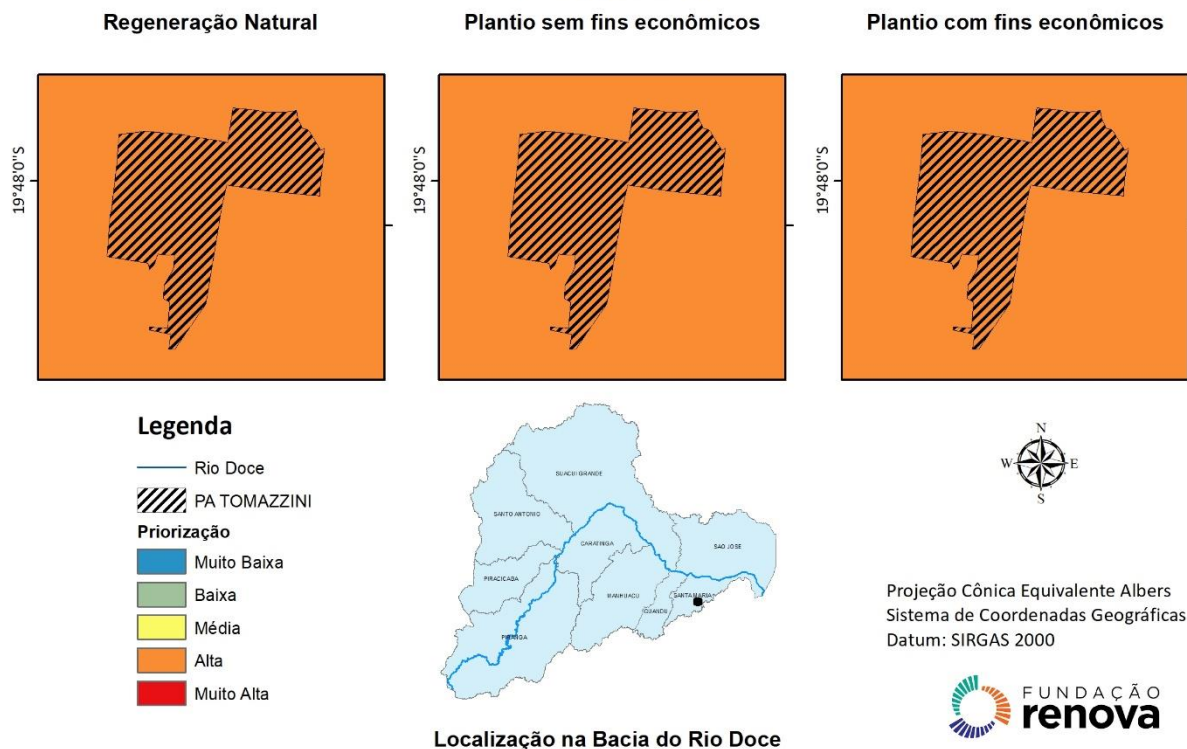 Regeneração Natural
Plantio sem fins econômicos
Plantio com fins econômicos
19°48'0"S
19°48'0"S
19°48'0"S
Legenda
Rio Doce
PA TOMAZZINI
Priorização
Muito Baixa
Baixa
Média
Alta
Muito Alta
SUACUI GRANDE
SANTO ANTONIO
CARATINGA
SAO JOSE
PIRACICABA
MANHUACU
SANTA MARIA
GUANDU
PIRANGA
Localização na Bacia do Rio Doce
N
W
E
S
Projeção Cônica Equivalente Albers
Sistema de Coordenadas Geográficas
Datum: SIRGAS 2000
FUNDAÇÃO
renova